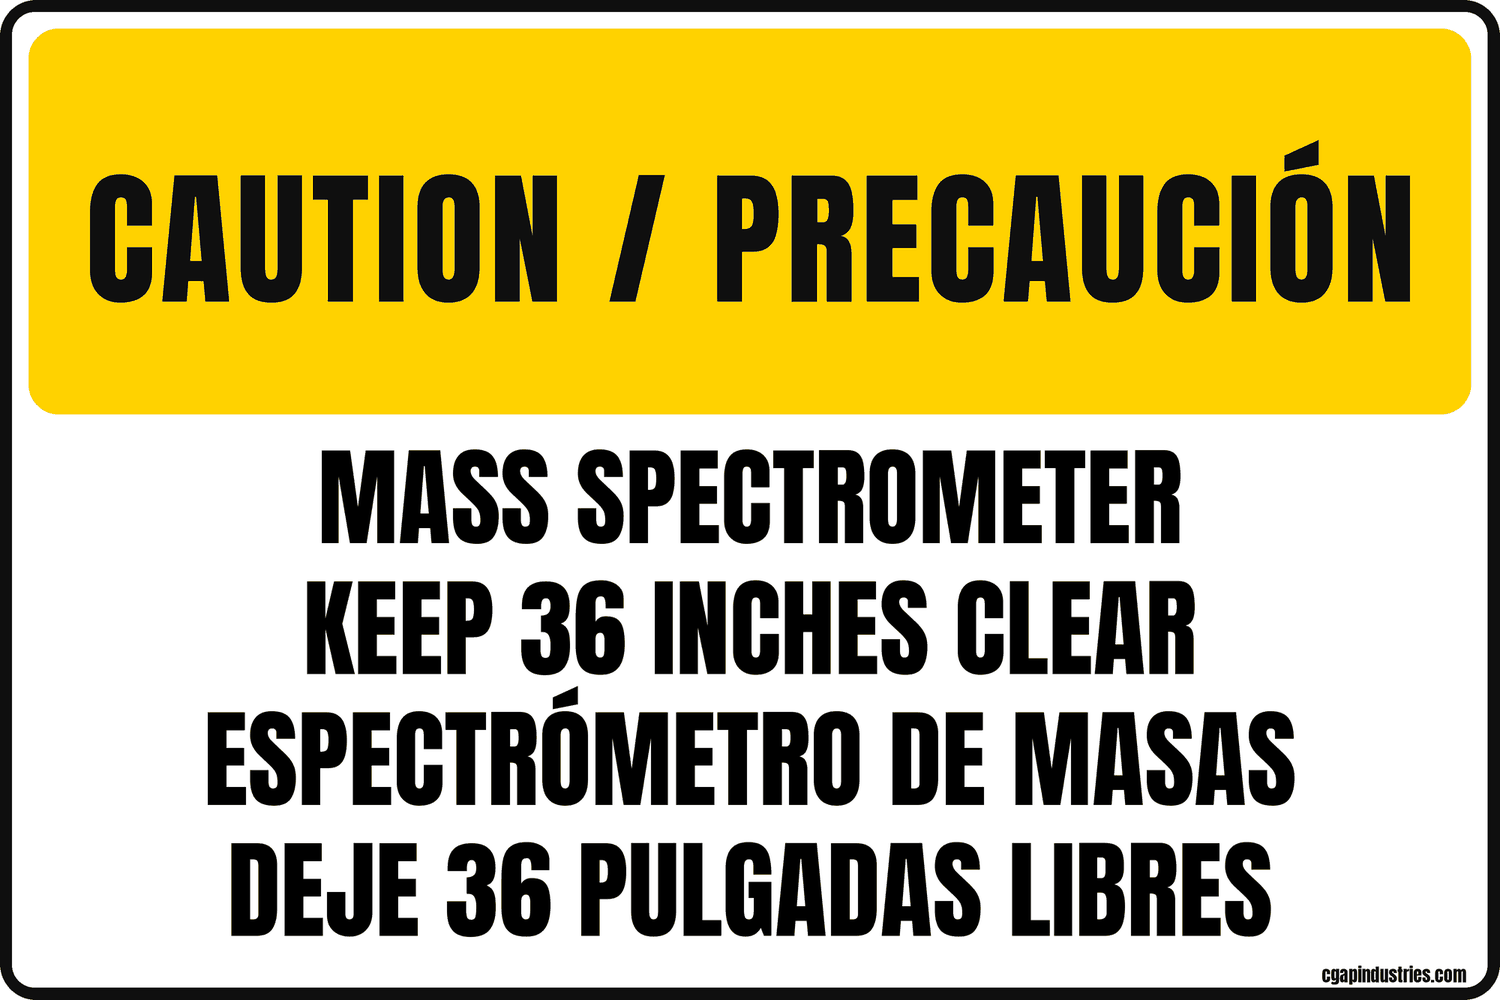 CAUTION / PRECAUCIÓN
MASS SPECTROMETER
KEEP 36 INCHES CLEAR
ESPECTRÓMETRO DE MASAS
DEJE 36 PULGADAS LIBRES
cgapindustries.com